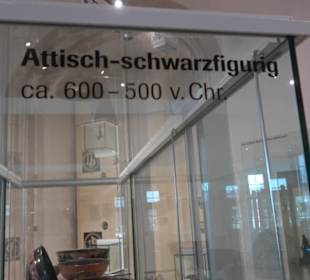 Attisch-schwarzfigurig
ca. 600 – 500 v. Chr.